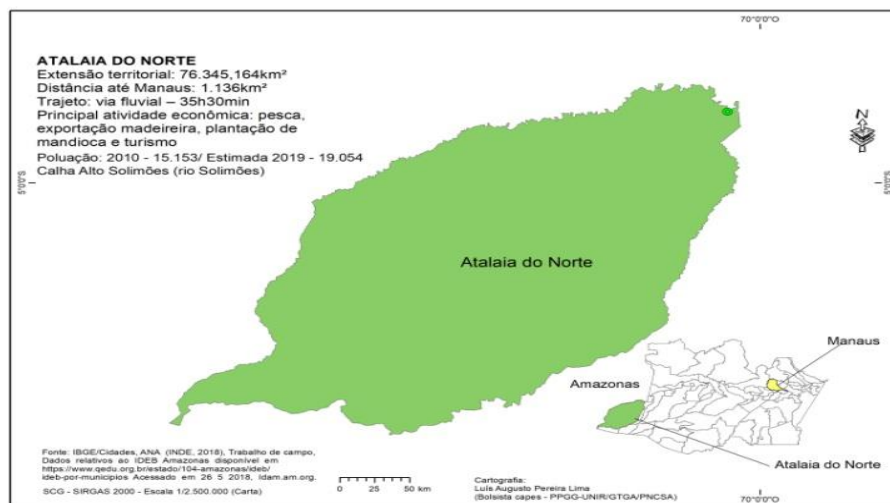 70°0'0"O
ATALAIA DO NORTE
Extensão territorial: 76.345,164km²
Distância até Manaus: 1.136km²
Trajeto: via fluvial – 35h30min
Principal atividade econômica: pesca,
exportação madeireira, plantação de
mandioca e turismo
Poluação: 2010 - 15.153/ Estimada 2019 - 19.054
Calha Alto Solimões (rio Solimões)
N
5°0'0"S
5°0'0"S
Atalaia do Norte
Manaus
Amazonas
Atalaia do Norte
Fonte: IBGE/Cidades, ANA (INDE, 2018), Trabalho de campo,
Dados relativos ao IDEB Amazonas disponível em
https://www.qedu.org.br/estado/104-amazonas/ideb/
ideb-por-municipios Acessado em 26 5 2018, Idam.am.org.
SCG - SIRGAS 2000 - Escala 1/2.500.000 (Carta)
0 25 50 km
Cartografia:
Luís Augusto Pereira Lima
(Bolsista capes - PPGG-UNIR/GTGA/PNCSA)
70°0'0"O